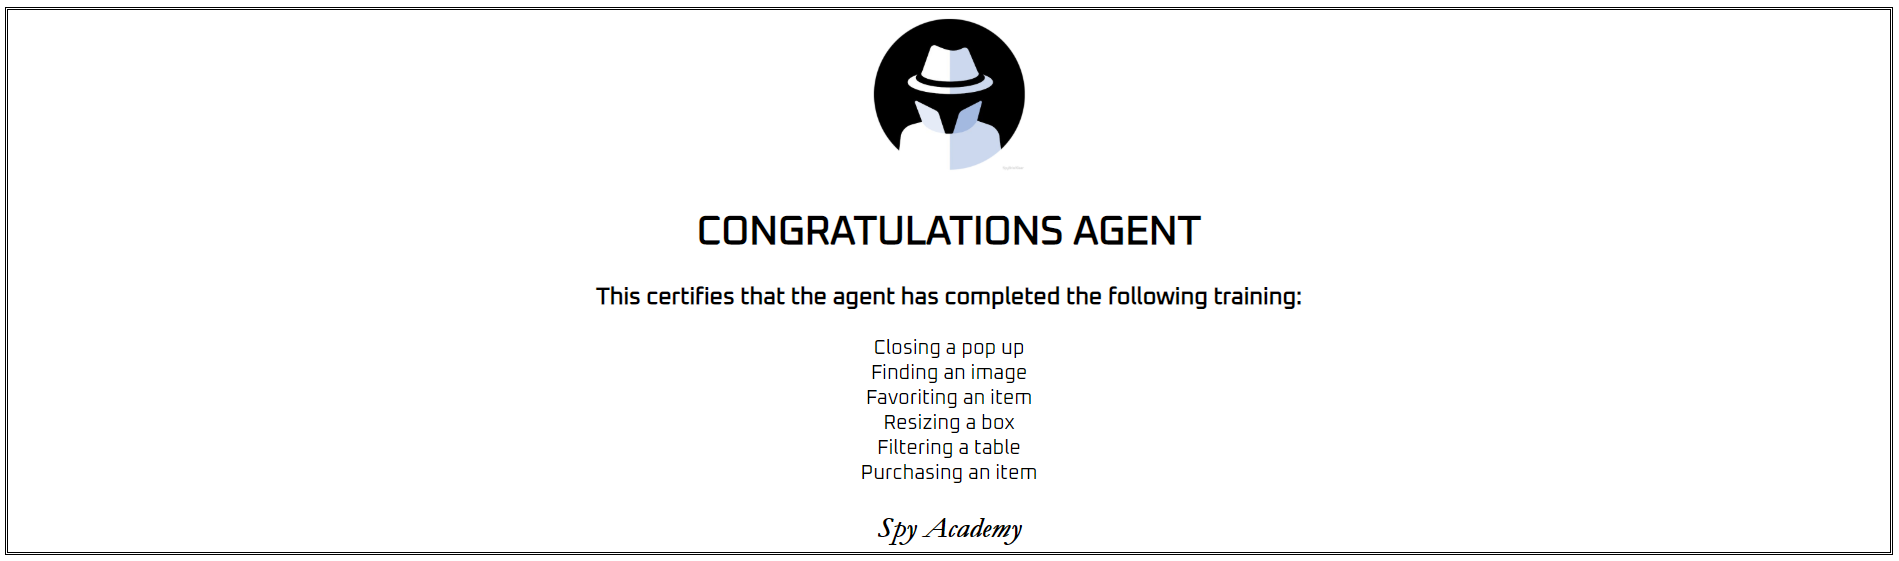 CONGRATULATIONS AGENT
This certifies that the agent has completed the following training:
Closing a pop up
Finding an image
Favoriting an item
Resizing a box
Filtering a table
Purchasing an item
Spy Academy